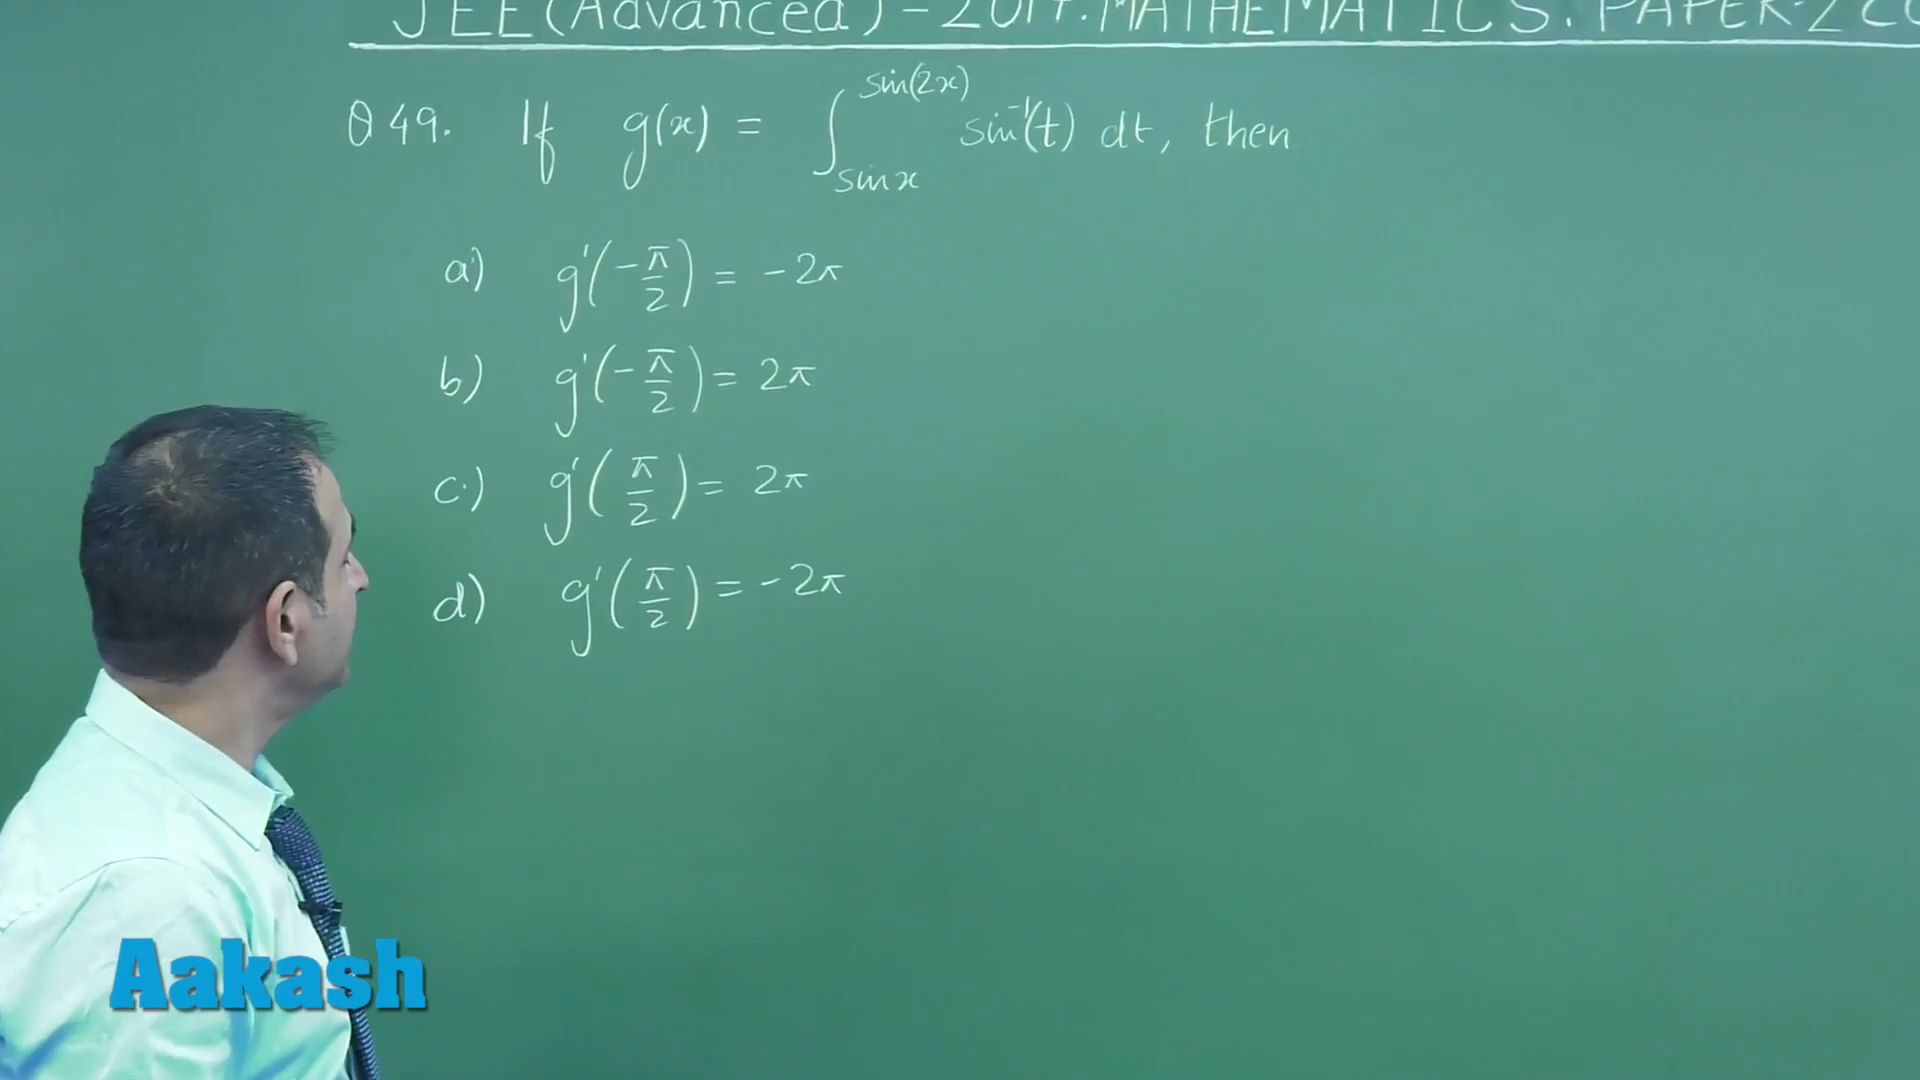 JEE(Advanced) - 2017. MATHEMATICS. PAPER-2
Q 49. If g(x) = ∫_{sin x}^{sin(2x)} sin⁻¹(t) dt, then
a) g'(-π/2) = -2π
b) g'(-π/2) = 2π
c) g'(π/2) = 2π
d) g'(π/2) = -2π
Aakash